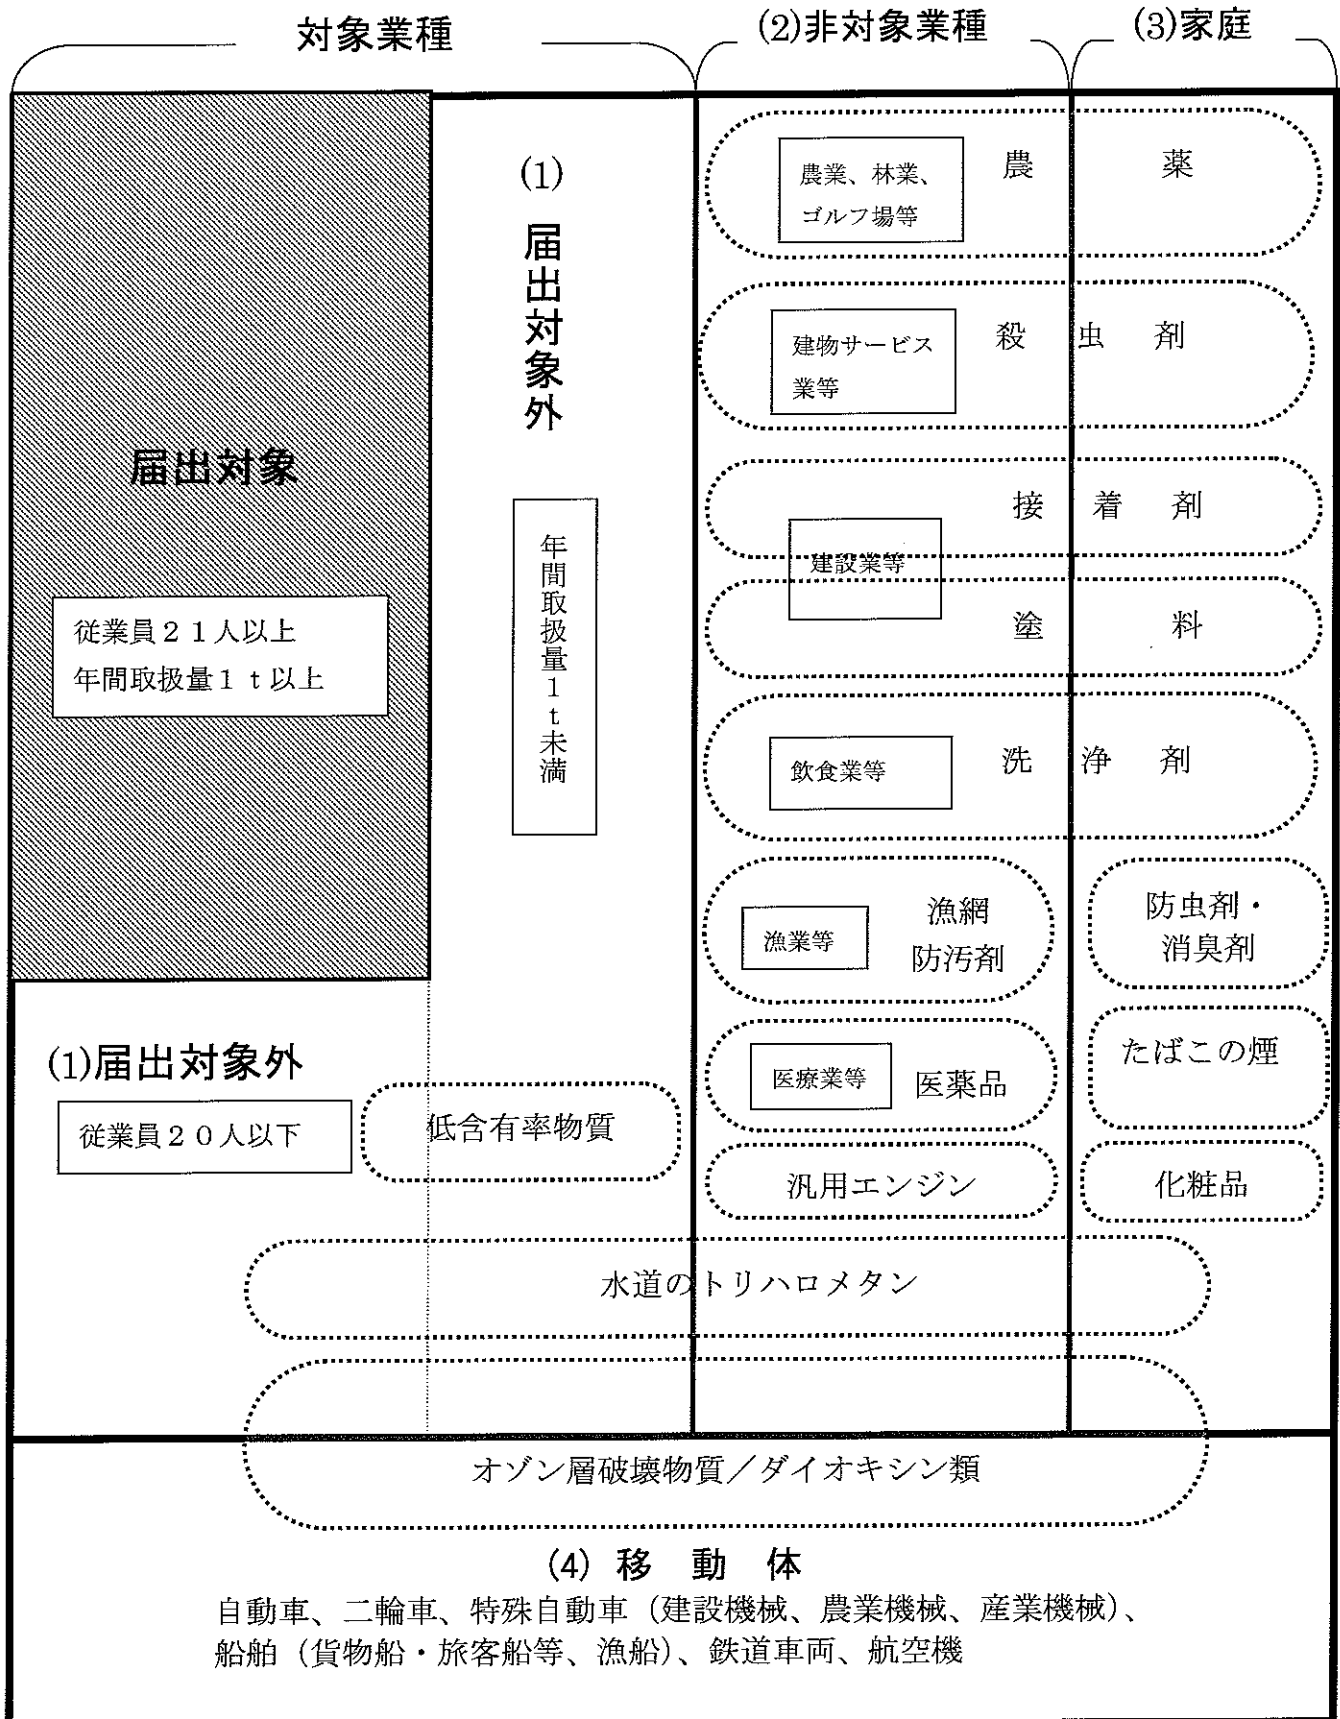 対象業種
(2)非対象業種
(3)家庭
届出対象
従業員２１人以上
年間取扱量１ｔ以上
(1)
届出対象外
年間取扱量１ｔ未満
(1)届出対象外
従業員２０人以下
低含有率物質
農業、林業、
ゴルフ場等
農薬
建物サービス
業等
殺虫剤
接着剤
建設業等
塗料
飲食業等
洗浄剤
漁業等
漁網
防汚剤
防虫剤・
消臭剤
医療業等
医薬品
たばこの煙
汎用エンジン
化粧品
水道のトリハロメタン
オゾン層破壊物質／ダイオキシン類
(4) 移動体
自動車、二輪車、特殊自動車（建設機械、農業機械、産業機械）、
船舶（貨物船・旅客船等、漁船）、鉄道車両、航空機